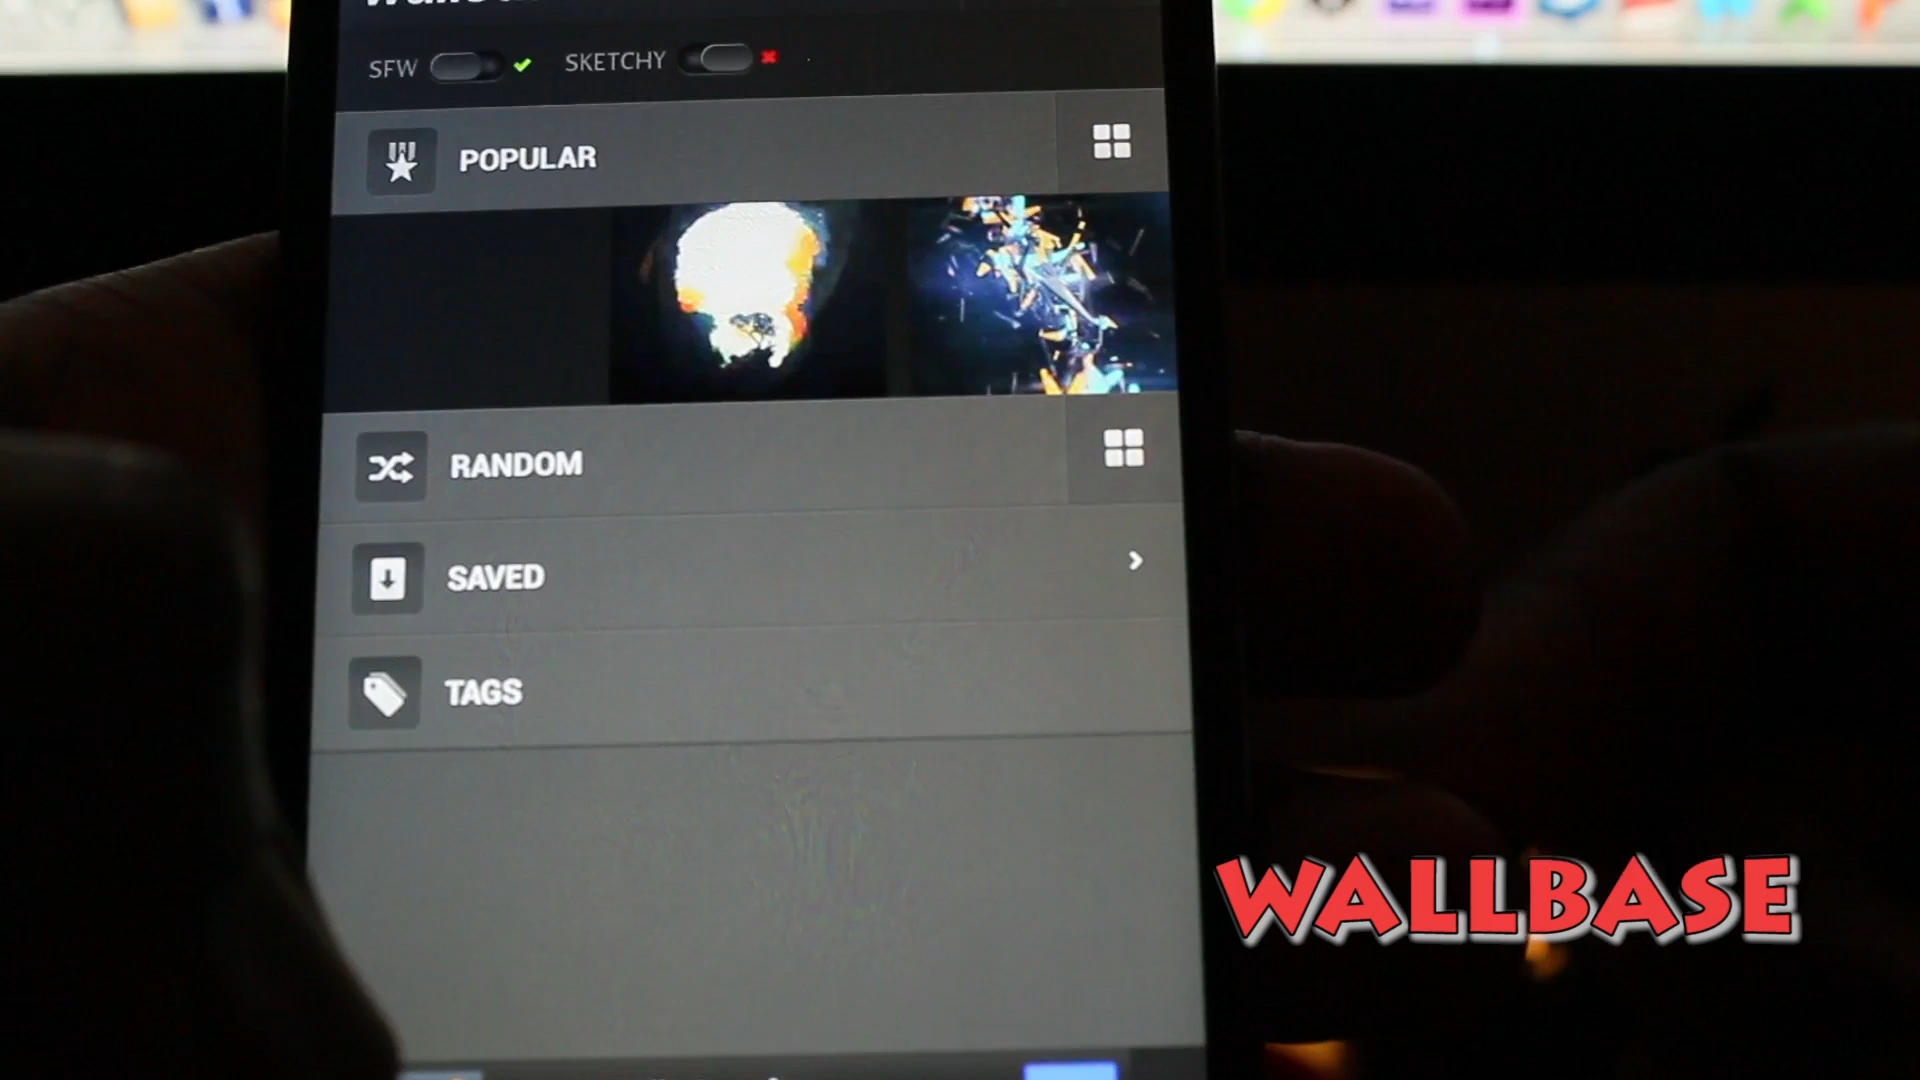 SFW SKETCHY
POPULAR
RANDOM
SAVED
TAGS
WALLBASE